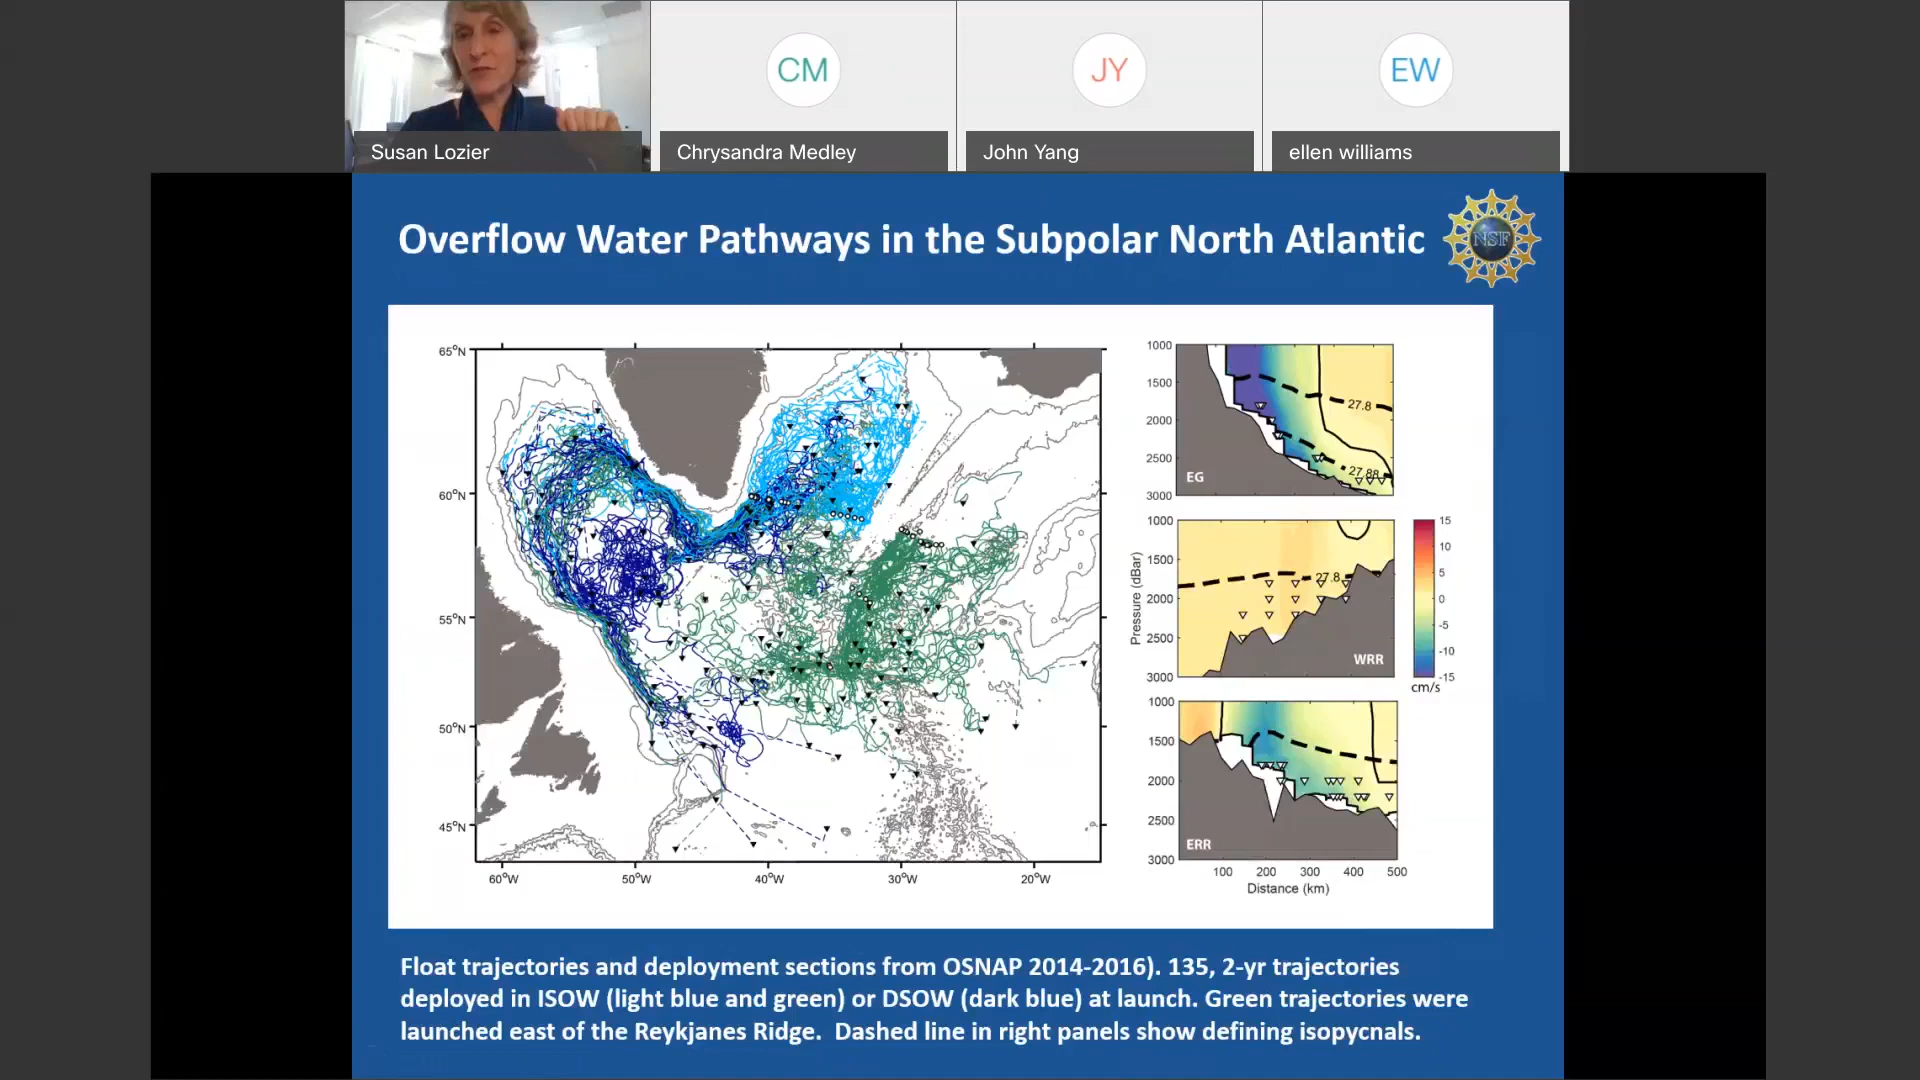 CM
JY
EW
Susan Lozier
Chrysandra Medley
John Yang
ellen williams
Overflow Water Pathways in the Subpolar North Atlantic
NSF
65°N
60°N
55°N
50°N
45°N
60°W
50°W
40°W
30°W
20°W
1000
1500
2000
2500
3000
27.8
27.88
EG
1000
1500
2000
2500
3000
Pressure (dBar)
27.8
WRR
15
10
5
0
-5
-10
-15
cm/s
1000
1500
2000
2500
3000
ERR
100
200
300
400
500
Distance (km)
Float trajectories and deployment sections from OSNAP 2014-2016). 135, 2-yr trajectories
deployed in ISOW (light blue and green) or DSOW (dark blue) at launch. Green trajectories were
launched east of the Reykjanes Ridge. Dashed line in right panels show defining isopycnals.